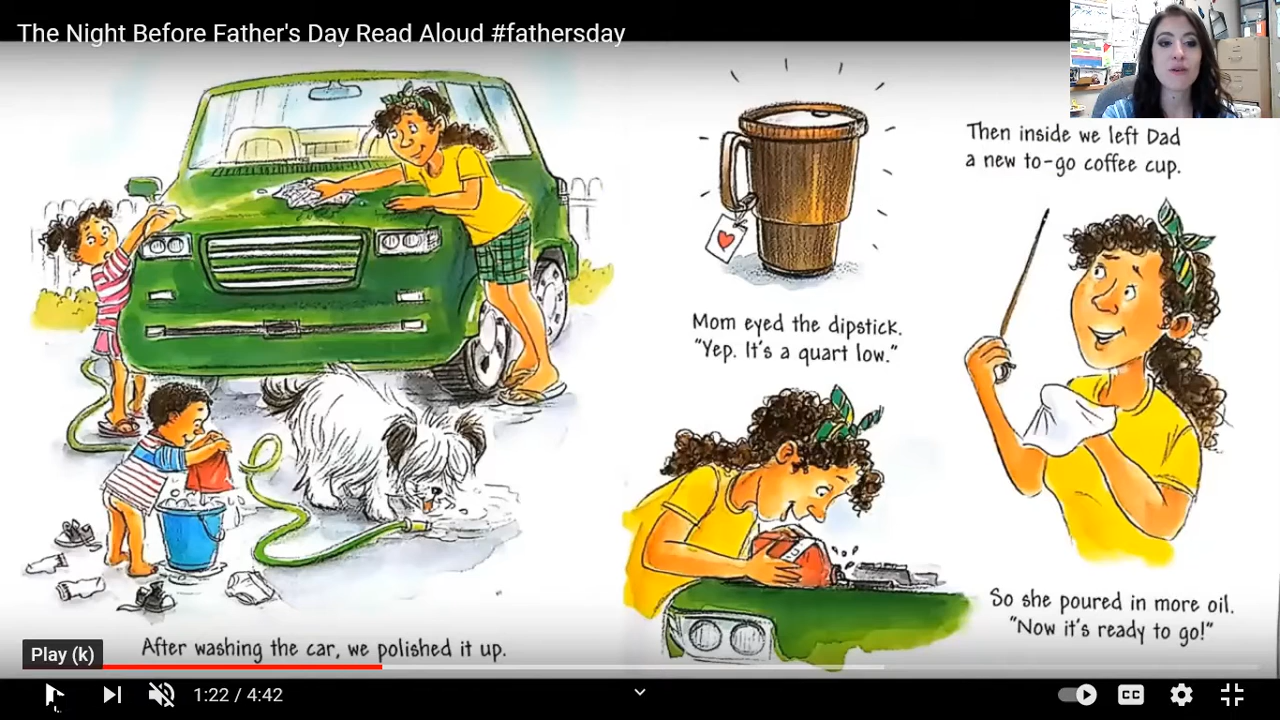 The Night Before Father's Day Read Aloud #fathersday
After washing the car, we polished it up.
Then inside we left Dad
a new to-go coffee cup.
Mom eyed the dipstick.
"Yep. It's a quart low."
So she poured in more oil.
"Now it's ready to go!"
Play (k)
1:22 / 4:42
CC